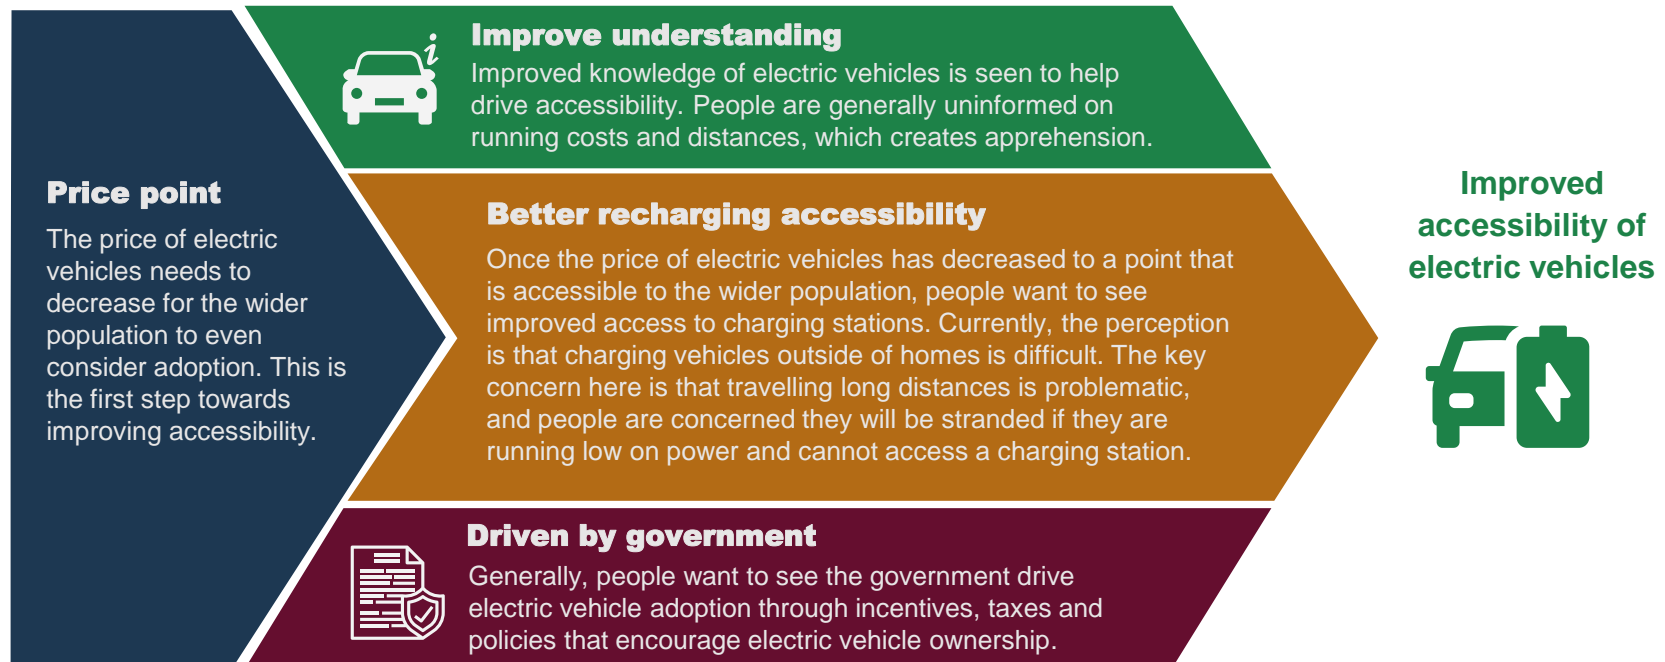 Price point
The price of electric
vehicles needs to
decrease for the wider
population to even
consider adoption. This is
the first step towards
improving accessibility.
i
Improve understanding
Improved knowledge of electric vehicles is seen to help
drive accessibility. People are generally uninformed on
running costs and distances, which creates apprehension.
Better recharging accessibility
Once the price of electric vehicles has decreased to a point that
is accessible to the wider population, people want to see
improved access to charging stations. Currently, the perception
is that charging vehicles outside of homes is difficult. The key
concern here is that travelling long distances is problematic,
and people are concerned they will be stranded if they are
running low on power and cannot access a charging station.
Driven by government
Generally, people want to see the government drive
electric vehicle adoption through incentives, taxes and
policies that encourage electric vehicle ownership.
Improved
accessibility of
electric vehicles